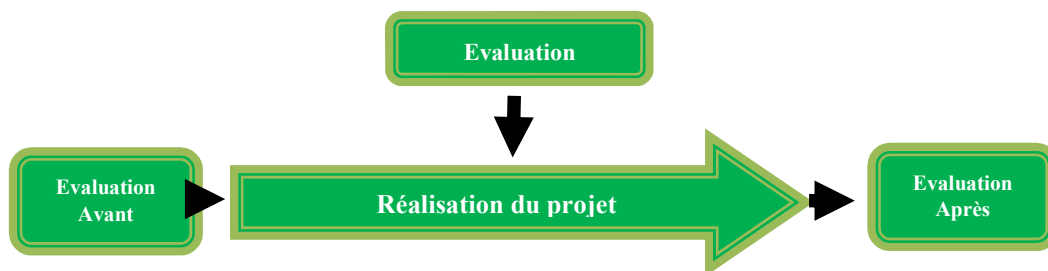 Evaluation
Evaluation
Avant
Réalisation du projet
Evaluation
Après